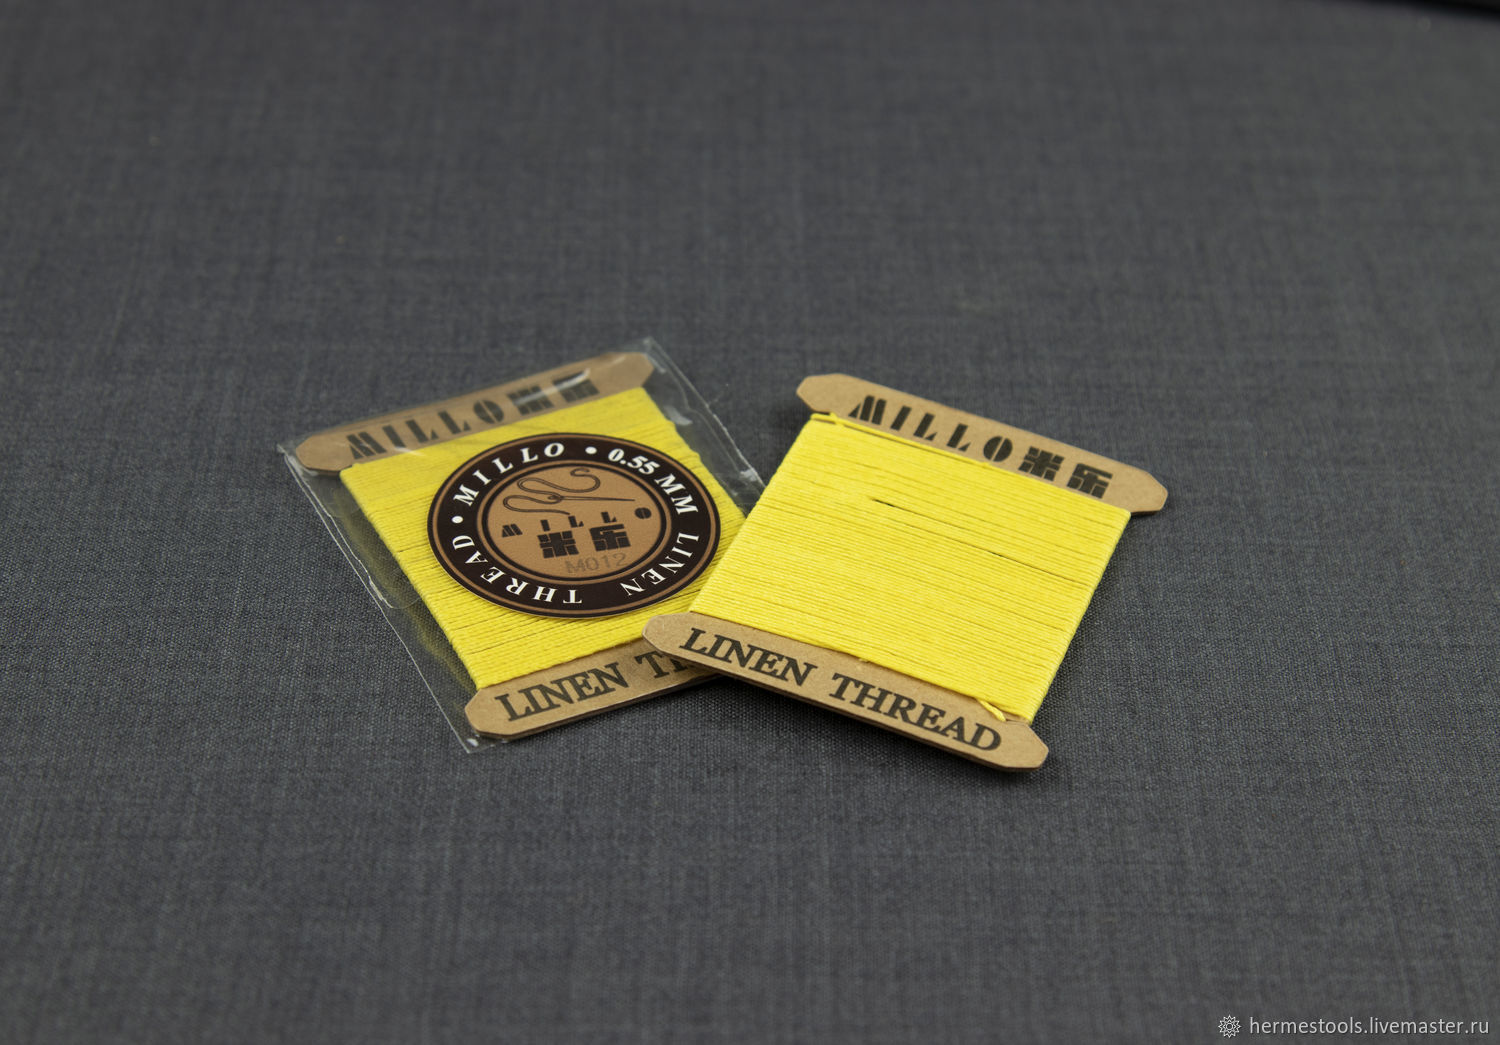 MILLO 米乐
MILLO • 0.55 MM LINEN THREAD •
MILLO
米乐
M012
LINEN
MILLO 米乐
LINEN THREAD
hermestools.livemaster.ru